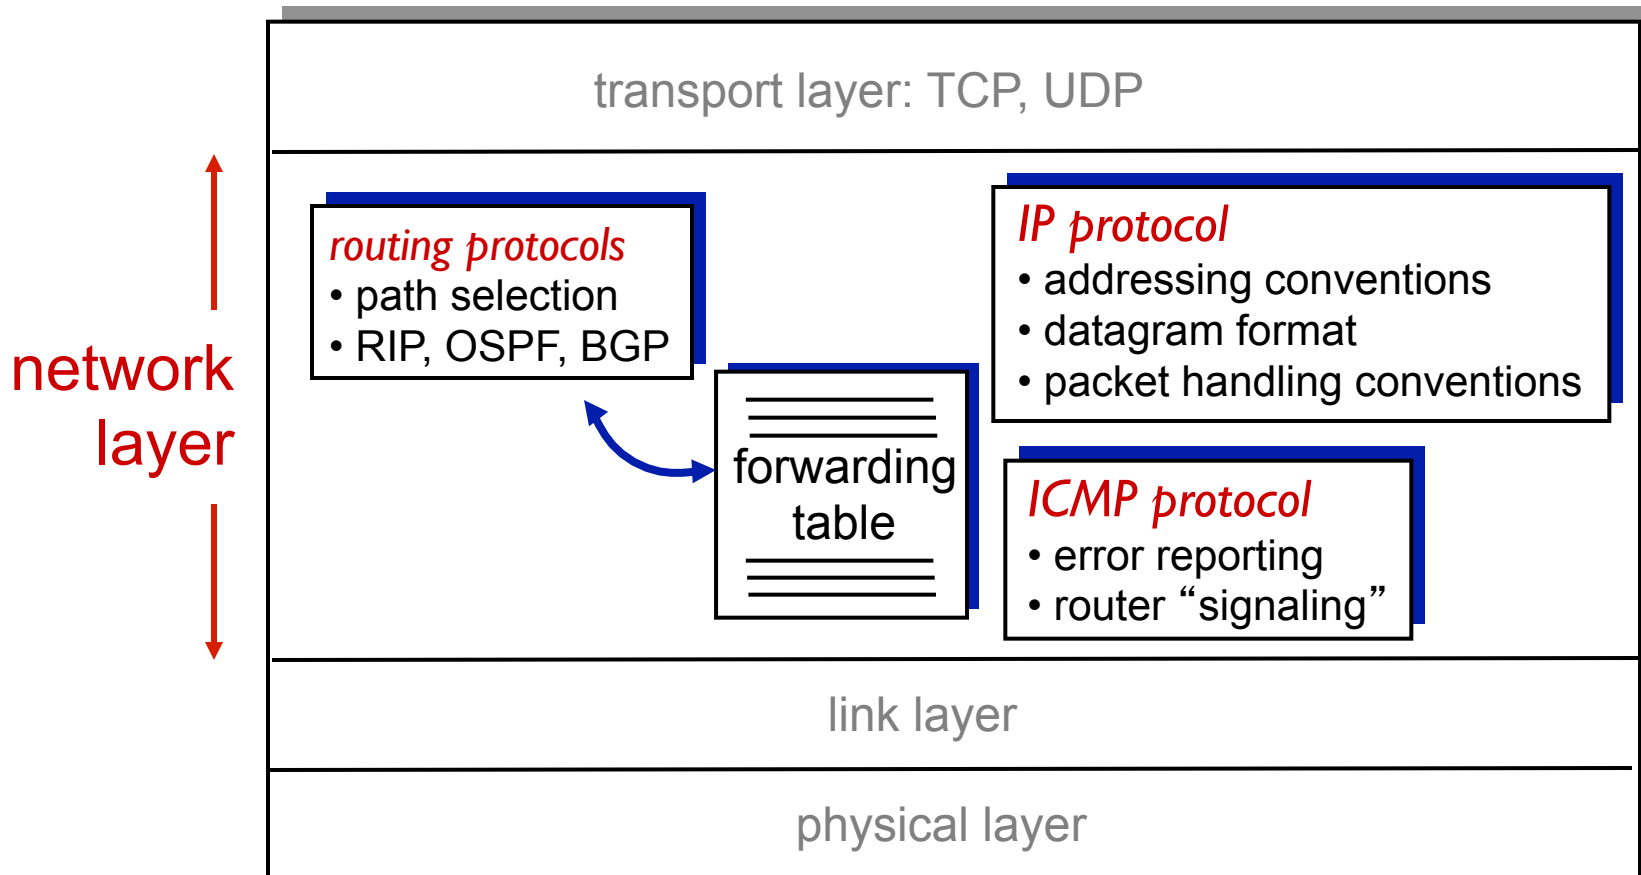 transport layer: TCP, UDP
network
layer
routing protocols
• path selection
• RIP, OSPF, BGP
forwarding
table
IP protocol
• addressing conventions
• datagram format
• packet handling conventions
ICMP protocol
• error reporting
• router “signaling”
link layer
physical layer